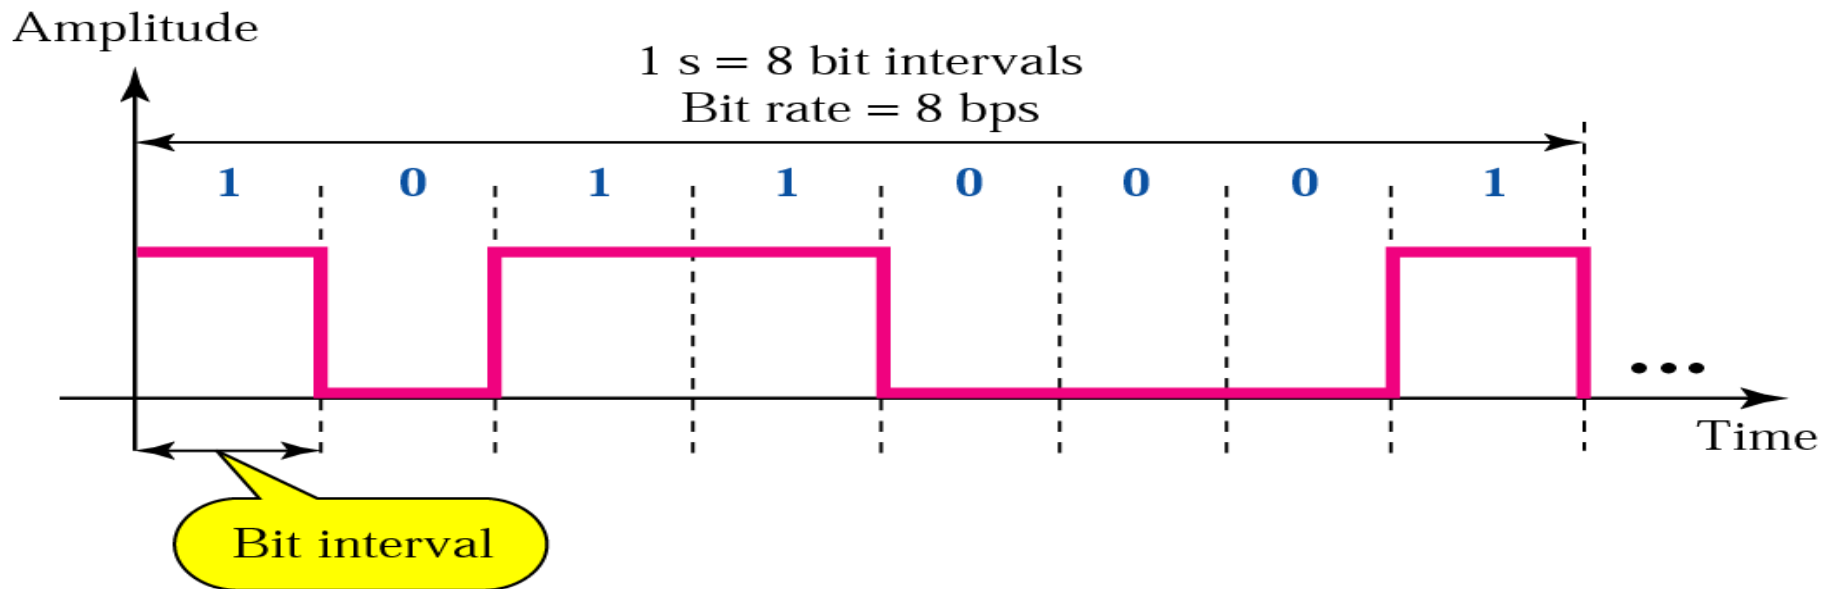 Amplitude
1 s = 8 bit intervals
Bit rate = 8 bps
1 0 1 1 0 0 0 1
Time
Bit interval